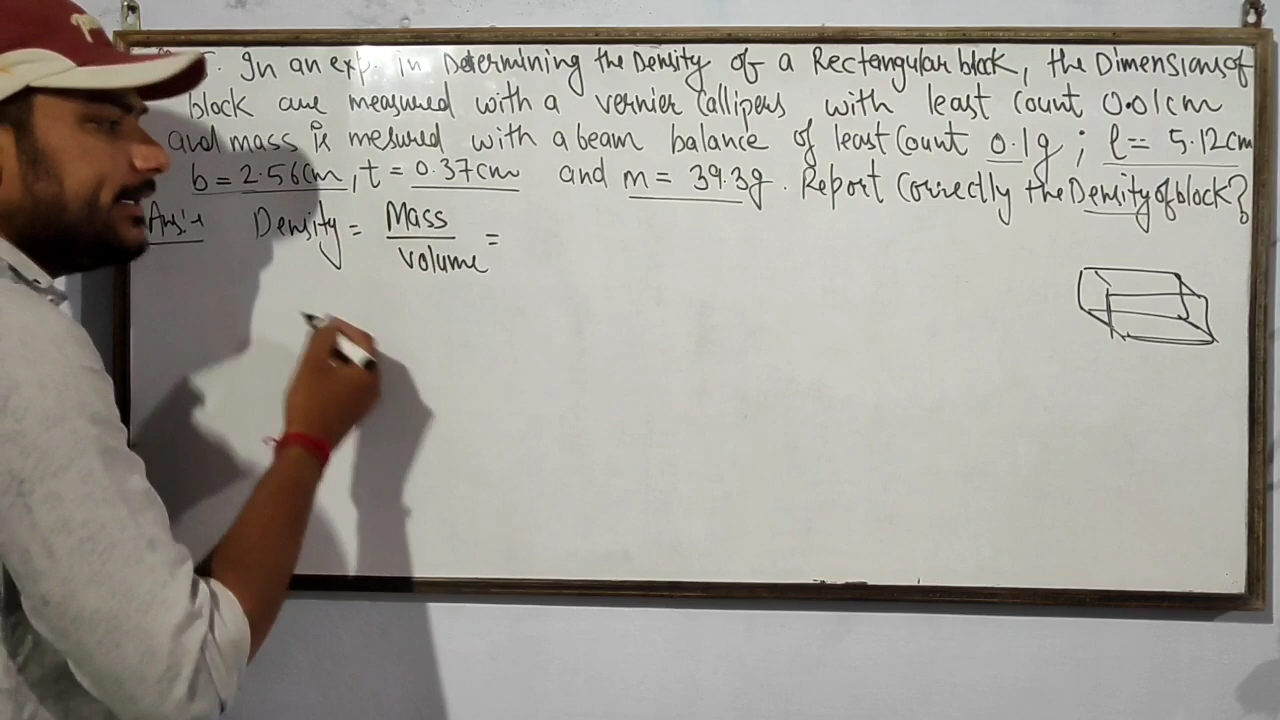 5. In an exp. in Determining the Density of a Rectangular block, the Dimensions of
block are measured with a vernier Callipers with least Count 0.01cm
and mass is mesured with a beam balance of least Count 0.1g ; l = 5.12cm
b = 2.56cm, t = 0.37cm and m = 39.3g. Report Correctly the Density of block?
Ans:→ Density = Mass / Volume =